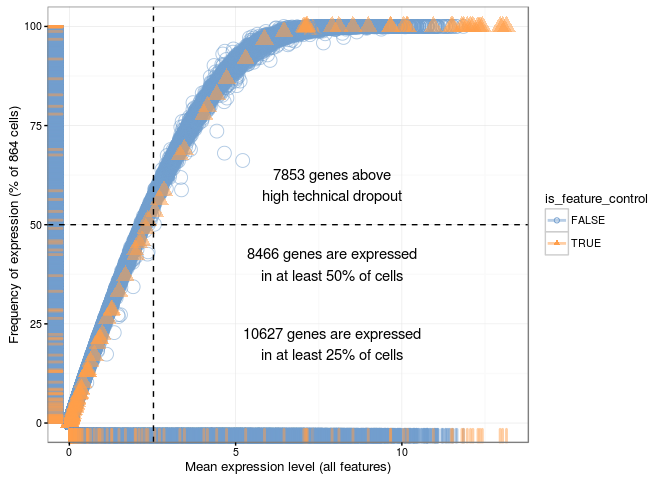 100
75
50
25
0
0
5
10
Frequency of expression (% of 864 cells)
Mean expression level (all features)
7853 genes above
high technical dropout
8466 genes are expressed
in at least 50% of cells
10627 genes are expressed
in at least 25% of cells
is_feature_control
FALSE
TRUE